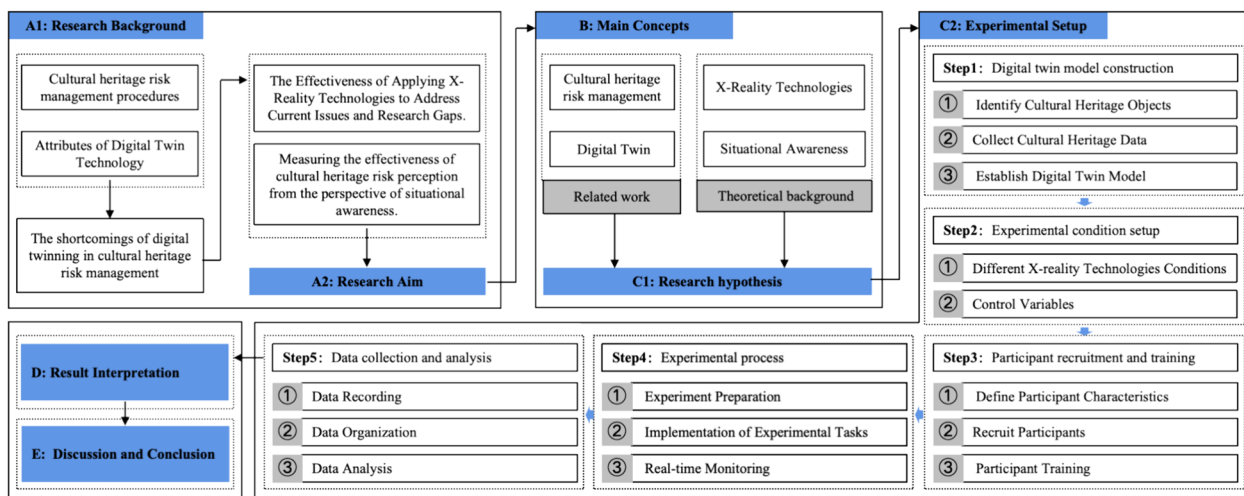 A1: Research Background
Cultural heritage risk
management procedures
Attributes of Digital Twin
Technology
The shortcomings of digital
twinning in cultural heritage
risk management
The Effectiveness of Applying X-
Reality Technologies to Address
Current Issues and Research Gaps.
Measuring the effectiveness of
cultural heritage risk perception
from the perspective of situational
awareness.
A2: Research Aim
B: Main Concepts
Cultural heritage
risk management
Digital Twin
Related work
X-Reality Technologies
Situational Awareness
Theoretical background
C1: Research hypothesis
C2: Experimental Setup
Step1: Digital twin model construction
① Identify Cultural Heritage Objects
② Collect Cultural Heritage Data
③ Establish Digital Twin Model
Step2: Experimental condition setup
① Different X-reality Technologies Conditions
② Control Variables
Step3: Participant recruitment and training
① Define Participant Characteristics
② Recruit Participants
③ Participant Training
Step4: Experimental process
① Experiment Preparation
② Implementation of Experimental Tasks
③ Real-time Monitoring
Step5: Data collection and analysis
① Data Recording
② Data Organization
③ Data Analysis
D: Result Interpretation
E: Discussion and Conclusion